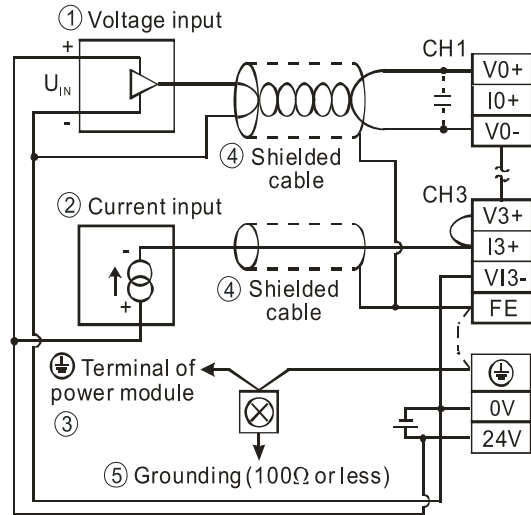 ① Voltage input
+
U_IN
-
④ Shielded
cable
② Current input
-
+
④ Shielded
cable
Terminal of
power module
③
⑤ Grounding (100Ω or less)
CH1
V0+
I0+
V0-
CH3
V3+
I3+
VI3-
FE
0V
24V